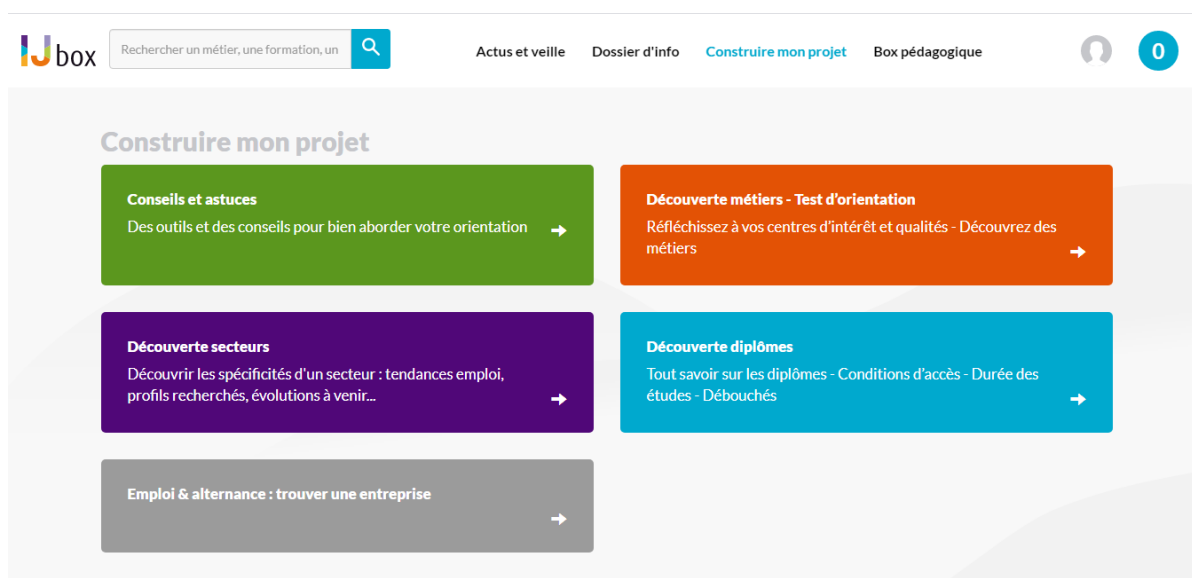 IJ box
Rechercher un métier, une formation, un
Actus et veille
Dossier d'info
Construire mon projet
Box pédagogique
0
Construire mon projet
Conseils et astuces
Des outils et des conseils pour bien aborder votre orientation
Découverte métiers - Test d'orientation
Réfléchissez à vos centres d'intérêt et qualités - Découvrez des
métiers
Découverte secteurs
Découvrir les spécificités d'un secteur : tendances emploi,
profils recherchés, évolutions à venir...
Découverte diplômes
Tout savoir sur les diplômes - Conditions d'accès - Durée des
études - Débouchés
Emploi & alternance : trouver une entreprise